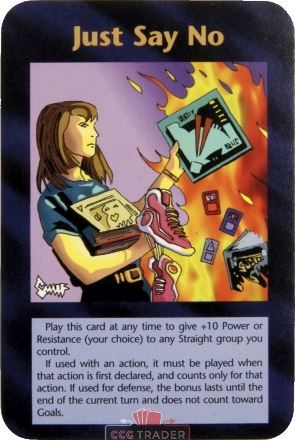 Just Say No
Play this card at any time to give +10 Power or
Resistance (your choice) to any Straight group you
control.
If used with an action, it must be played when
that action is first declared, and counts only for that
action. If used for defense, the bonus lasts until the
end of the current turn and does not count toward
Goals.
CCG TRADER